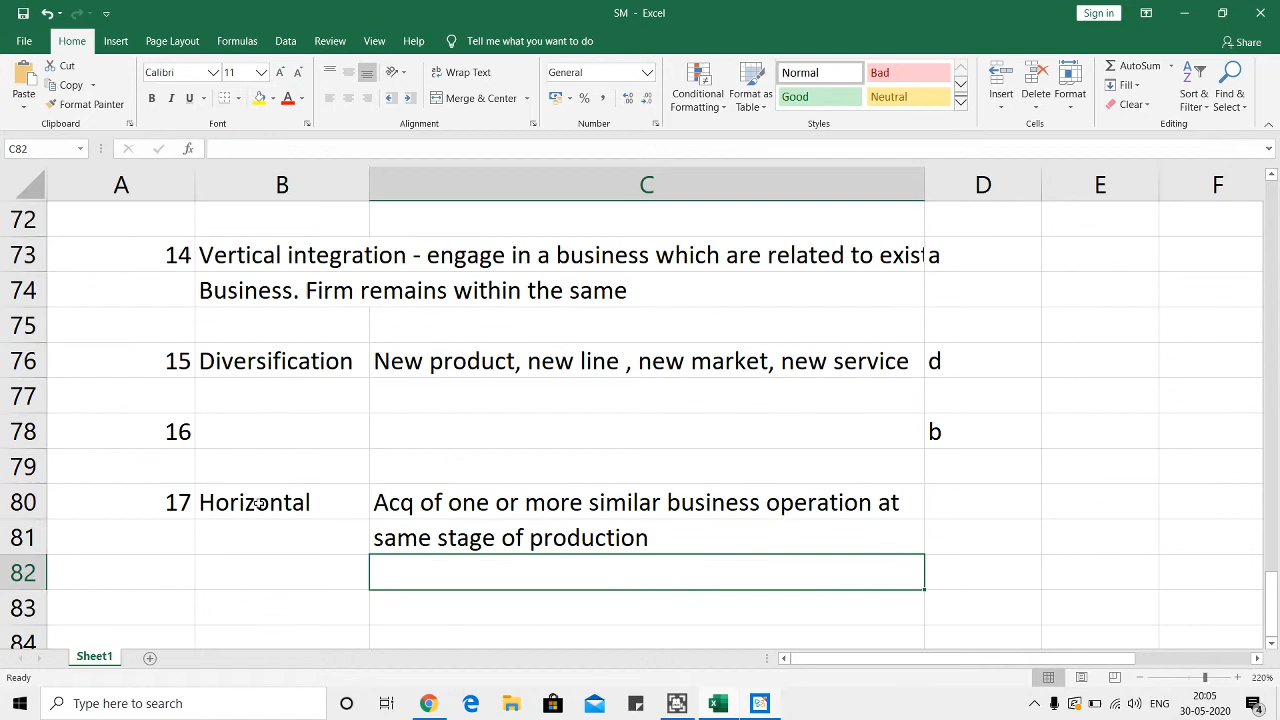 SM - Excel
Sign in
File Home Insert Page Layout Formulas Data Review View Help Tell me what you want to do Share
Paste Cut Copy Format Painter Clipboard
Calibri 11 B I U A Font
Wrap Text Merge & Center Alignment
General % , Number
Conditional Formatting Format as Table Normal Bad Good Neutral Styles
Insert Delete Format Cells
AutoSum Fill Clear Sort & Filter Find & Select Editing
C82 fx
A B C D E F
72
73 14 Vertical integration - engage in a business which are related to exist a
74 Business. Firm remains within the same
75
76 15 Diversification New product, new line , new market, new service d
77
78 16 b
79
80 17 Horizontal Acq of one or more similar business operation at
81 same stage of production
82
83
84
Sheet1
Ready 220%
Type here to search ENG 20:05 30-05-2020 4